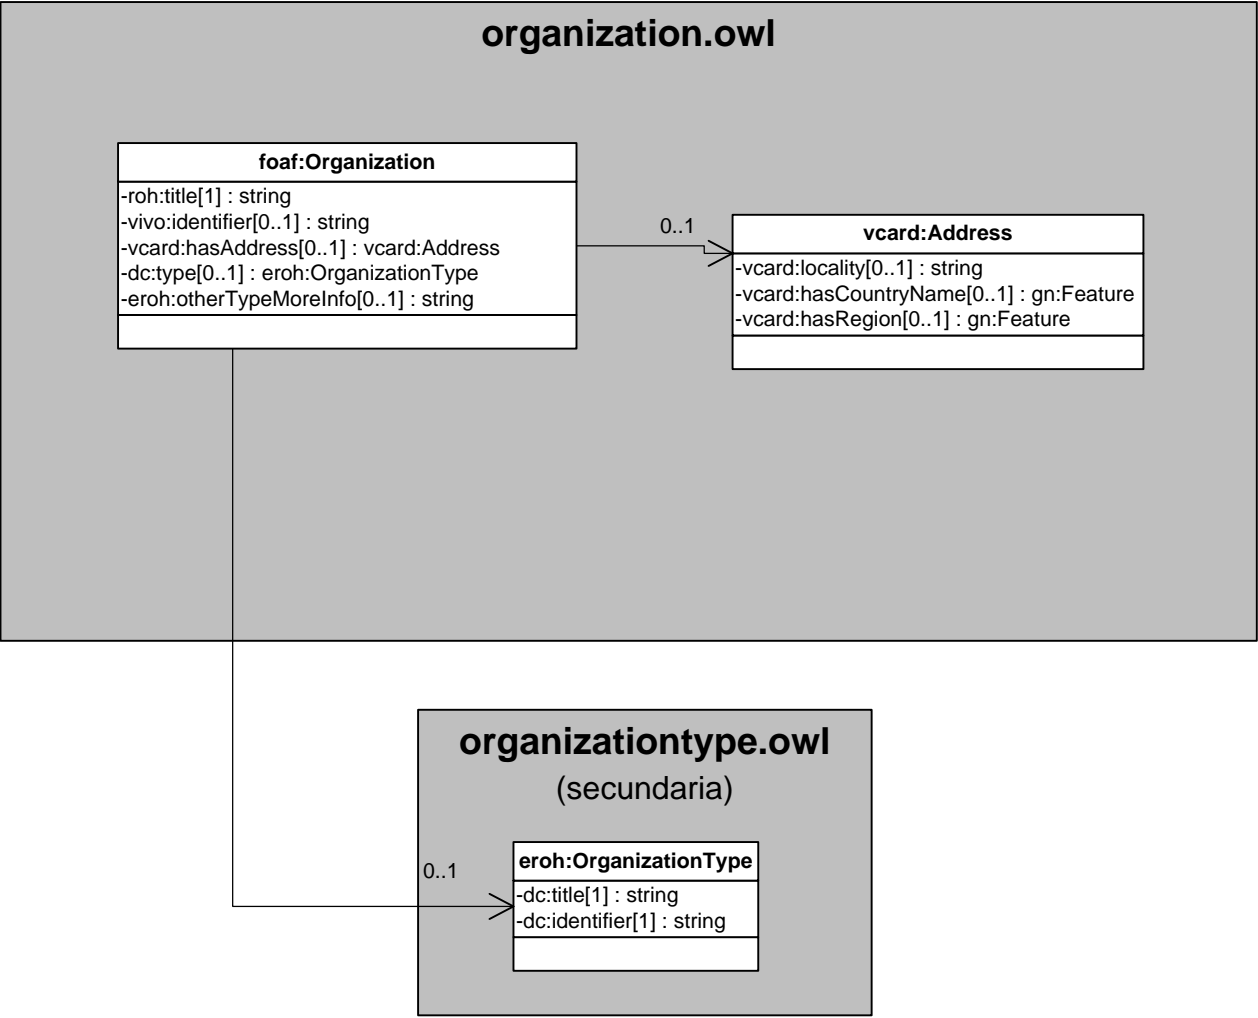 organization.owl
foaf:Organization
-roh:title[1] : string
-vivo:identifier[0..1] : string
-vcard:hasAddress[0..1] : vcard:Address
-dc:type[0..1] : eroh:OrganizationType
-eroh:otherTypeMoreInfo[0..1] : string
0..1
vcard:Address
-vcard:locality[0..1] : string
-vcard:hasCountryName[0..1] : gn:Feature
-vcard:hasRegion[0..1] : gn:Feature
organizationtype.owl
(secundaria)
0..1
eroh:OrganizationType
-dc:title[1] : string
-dc:identifier[1] : string